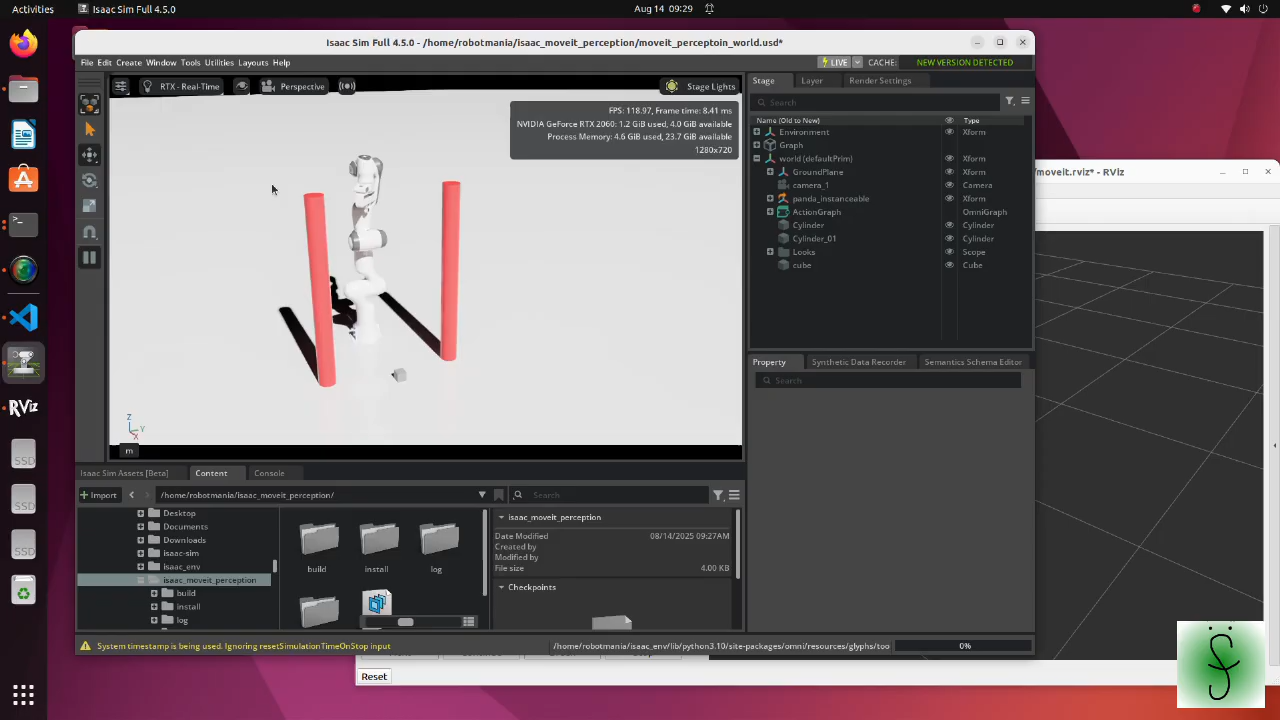 Activities
Isaac Sim Full 4.5.0
Aug 14 09:29
Isaac Sim Full 4.5.0 - /home/robotmania/isaac_moveit_perception/moveit_perceptoin_world.usd*
File Edit Create Window Tools Utilities Layouts Help
LIVE
CACHE:
NEW VERSION DETECTED
RTX - Real-Time
Perspective
Stage Lights
FPS: 118.97, Frame time: 8.41 ms
NVIDIA GeForce RTX 2060: 1.2 GiB used, 4.0 GiB available
Process Memory: 4.6 GiB used, 23.7 GiB available
1280x720
Z
Y
X
m
Stage
Layer
Render Settings
Search
Name (Old to New)
Type
Environment
Xform
Graph
world (defaultPrim)
Xform
GroundPlane
Xform
camera_1
Camera
panda_instanceable
Xform
ActionGraph
OmniGraph
Cylinder
Cylinder
Cylinder_01
Cylinder
Looks
Scope
cube
Cube
/moveit.rviz* - RViz
Property
Synthetic Data Recorder
Semantics Schema Editor
Search
Isaac Sim Assets [Beta]
Content
Console
Import
/home/robotmania/isaac_moveit_perception/
Search
Desktop
Documents
Downloads
isaac-sim
isaac_env
isaac_moveit_perception
build
install
log
build
install
log
isaac_moveit_perception
Date Modified
08/14/2025 09:27AM
Created by
Modified by
File size
4.00 KB
Checkpoints
System timestamp is being used. Ignoring resetSimulationTimeOnStop input
/home/robotmania/isaac_env/lib/python3.10/site-packages/omni/resources/glyphs/too
0%
Reset
RViz
SSD
SSD
SSD